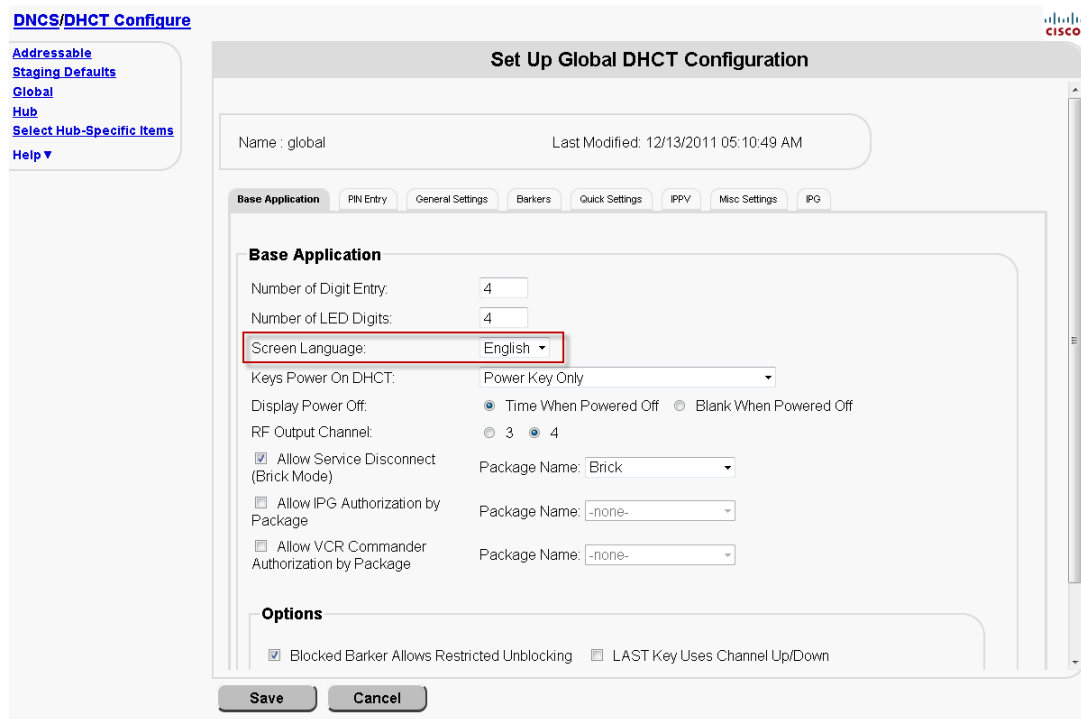 DNCS/DHCT Configure
CISCO
Addressable
Staging Defaults
Global
Hub
Select Hub-Specific Items
Help▼
Set Up Global DHCT Configuration
Name : global Last Modified: 12/13/2011 05:10:49 AM
Base Application PIN Entry General Settings Barkers Quick Settings IPPV Misc Settings IPG
Base Application
Number of Digit Entry: 4
Number of LED Digits: 4
Screen Language: English
Keys Power On DHCT: Power Key Only
Display Power Off: Time When Powered Off Blank When Powered Off
RF Output Channel: 3 4
Allow Service Disconnect
(Brick Mode) Package Name: Brick
Allow IPG Authorization by
Package Package Name: -none-
Allow VCR Commander
Authorization by Package Package Name: -none-
Options
Blocked Barker Allows Restricted Unblocking LAST Key Uses Channel Up/Down
Save Cancel